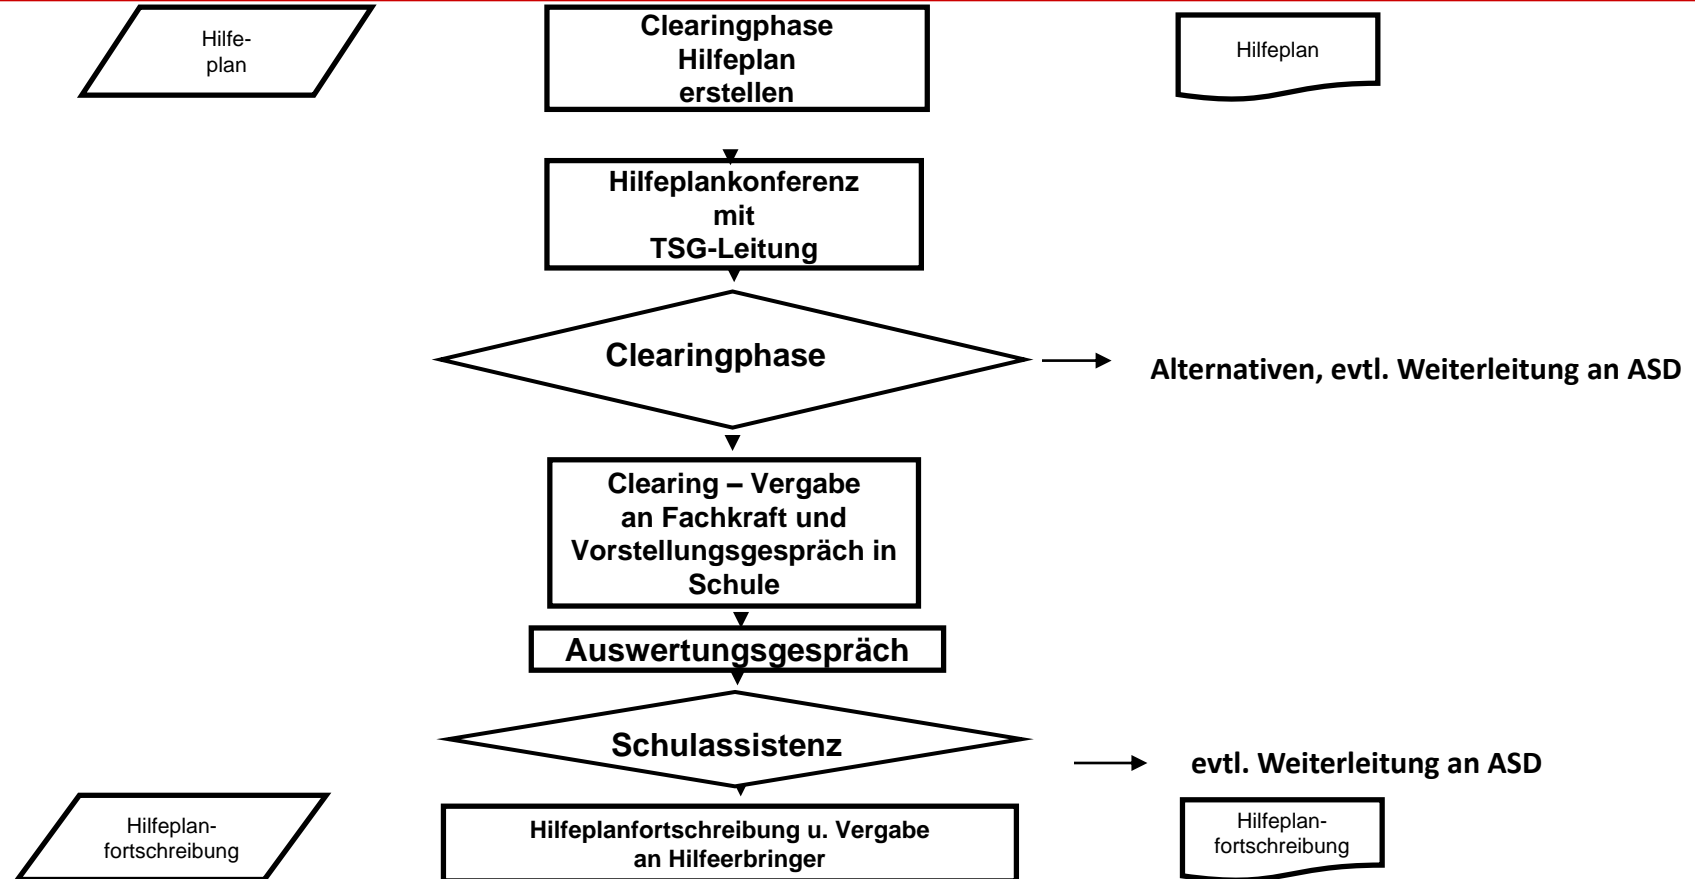 Hilfe-
plan
Clearingphase
Hilfeplan
erstellen
Hilfeplan
Hilfeplankonferenz
mit
TSG-Leitung
Clearingphase
Alternativen, evtl. Weiterleitung an ASD
Clearing – Vergabe
an Fachkraft und
Vorstellungsgespräch in
Schule
Auswertungsgespräch
Schulassistenz
evtl. Weiterleitung an ASD
Hilfeplan-
fortschreibung
Hilfeplanfortschreibung u. Vergabe
an Hilfeerbringer
Hilfeplan-
fortschreibung